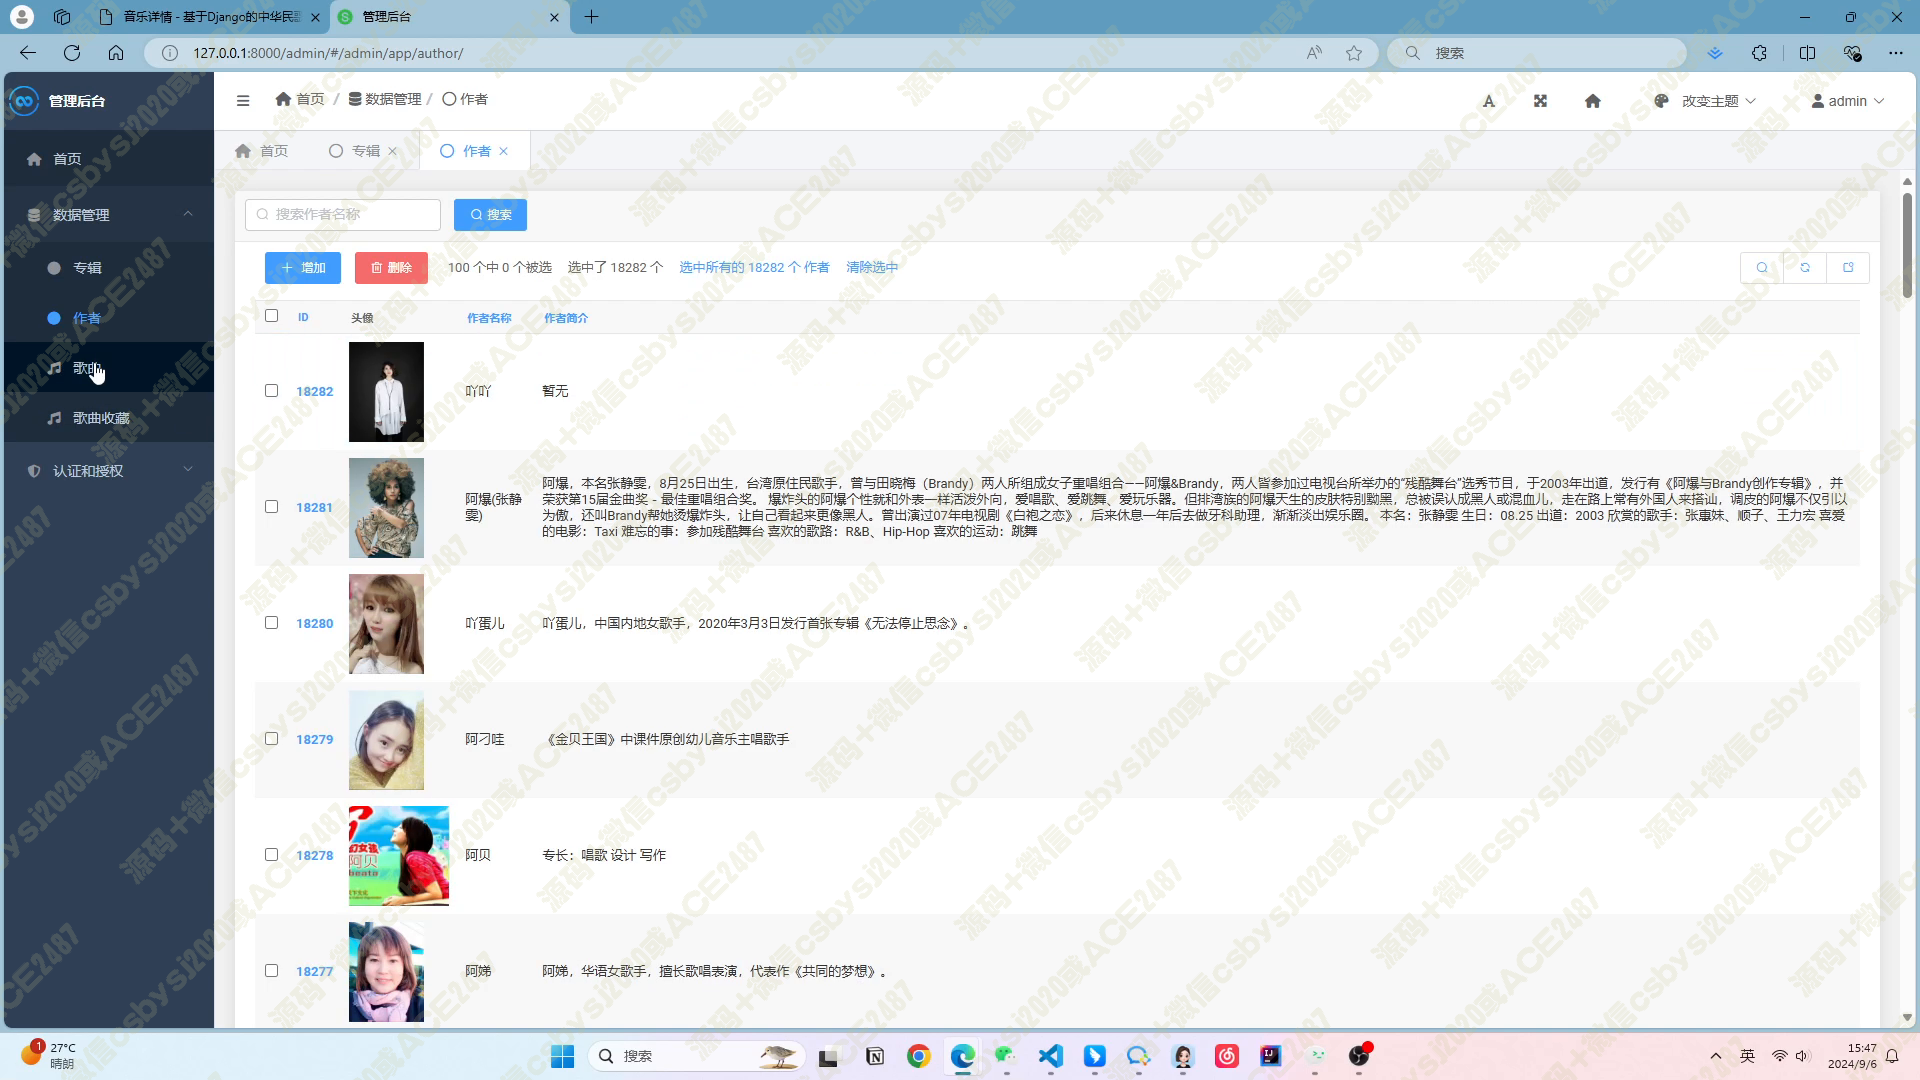 音乐详情 - 基于Django的中华民
管理后台
127.0.0.1:8000/admin/#/admin/app/author/
搜索
管理后台
首页 / 数据管理 / 作者
改变主题
admin
首页
专辑
作者
首页
数据管理
专辑
作者
歌曲
歌曲收藏
认证和授权
搜索作者名称
搜索
增加
删除
100 个中 0 个被选
选中了 18282 个
选中所有的 18282 个 作者
清除选中
ID 头像 作者名称 作者简介
18282 吖吖 暂无
阿爆，本名张静雯，8月25日出生，台湾原住民歌手，曾与田晓梅（Brandy）两人所组成女子重唱组合——阿爆&Brandy，两人皆参加过电视台所举办的“残酷舞台”选秀节目，于2003年出道，发行有《阿爆与Brandy创作专辑》，并
18281 阿爆(张静雯) 荣获第15届金曲奖 - 最佳重唱组合奖。 爆炸头的阿爆个性就和外表一样活泼外向，爱唱歌、爱跳舞、爱玩乐器。但排湾族的阿爆天生的皮肤特别黝黑，总被误认成黑人或混血儿，走在路上常有外国人来搭讪，调皮的阿爆不仅引以
为傲，还叫Brandy帮她烫爆炸头，让自己看起来更像黑人。曾出演过07年电视剧《白袍之恋》，后来休息一年后去做牙科助理，渐渐淡出娱乐圈。 本名：张静雯 生日：08.25 出道：2003 欣赏的歌手：张惠妹、顺子、王力宏 喜爱
的电影：Taxi 难忘的事：参加残酷舞台 喜欢的歌路：R&B、Hip-Hop 喜欢的运动：跳舞
18280 吖蛋儿 吖蛋儿，中国内地女歌手，2020年3月3日发行首张专辑《无法停止思念》。
18279 阿刁哇 《金贝王国》中课件原创幼儿音乐主唱歌手
18278 阿贝 专长：唱歌 设计 写作
18277 阿娣 阿娣，华语女歌手，擅长歌唱表演，代表作《共同的梦想》。
源码+微信csbysj2020或ACE2487
1
27°C
晴朗
搜索
英
15:47
2024/9/6